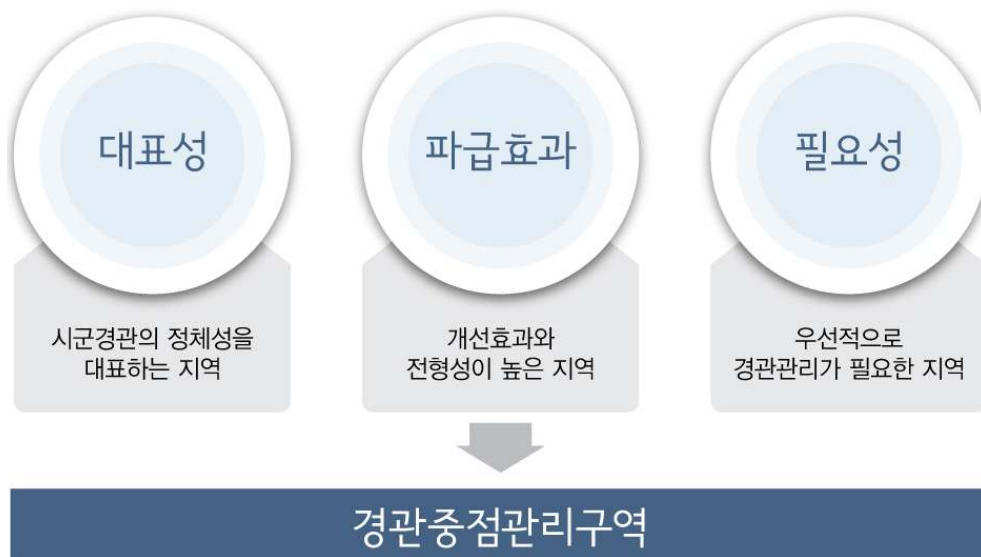 대표성
파급효과
필요성
시군경관의 정체성을
대표하는 지역
개선효과와
전형성이 높은 지역
우선적으로
경관관리가 필요한 지역
경관중점관리구역